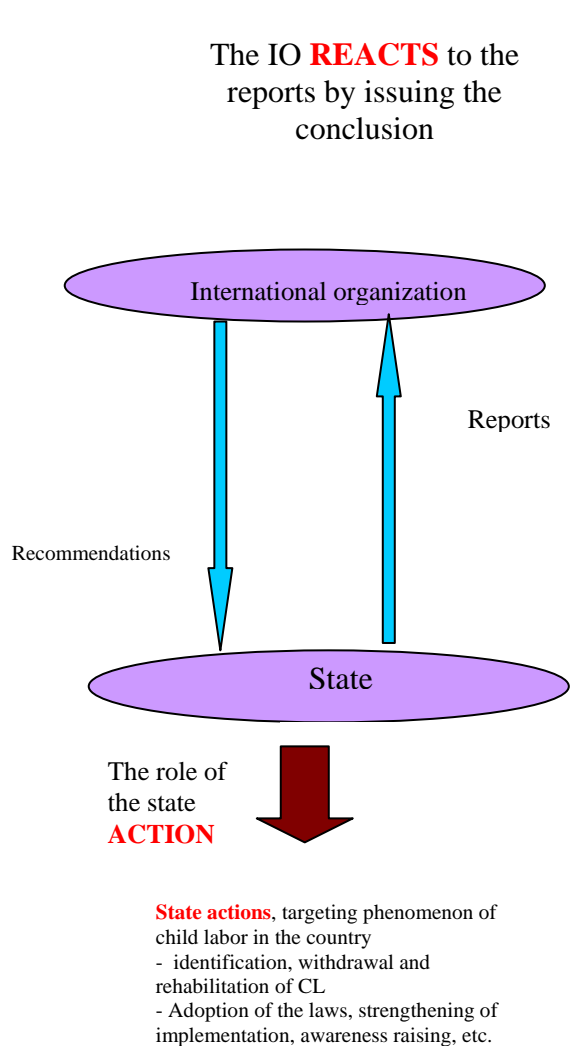 The IO REACTS to the
reports by issuing the
conclusion
International organization
Reports
Recommendations
State
The role of
the state
ACTION
State actions, targeting phenomenon of
child labor in the country
- identification, withdrawal and
rehabilitation of CL
- Adoption of the laws, strengthening of
implementation, awareness raising, etc.